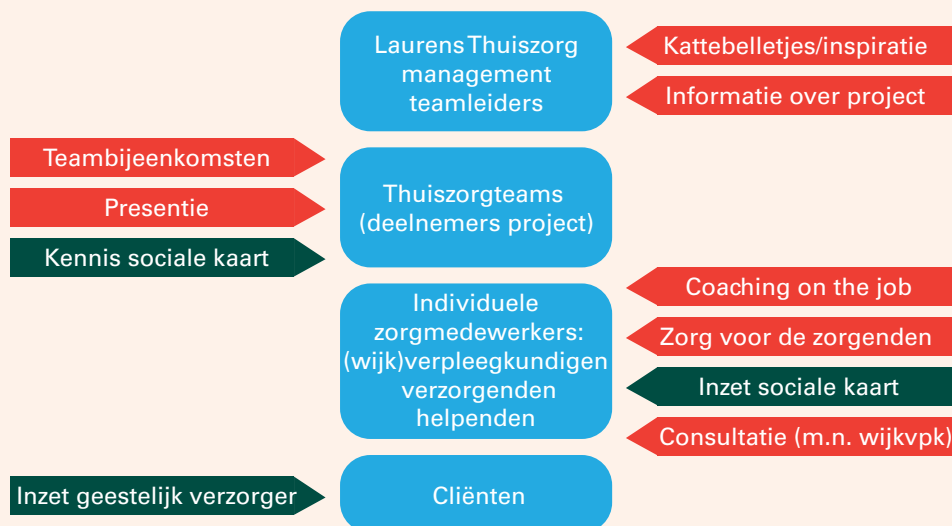 Laurens Thuiszorg
management
teamleiders
Kattebelletjes/inspiratie
Informatie over project
Teambijeenkomsten
Presentie
Kennis sociale kaart
Thuiszorgteams
(deelnemers project)
Individuele
zorgmedewerkers:
(wijk)verpleegkundigen
verzorgenden
helpenden
Coaching on the job
Zorg voor de zorgenden
Inzet sociale kaart
Consultatie (m.n. wijkvpk)
Inzet geestelijk verzorger
Cliënten